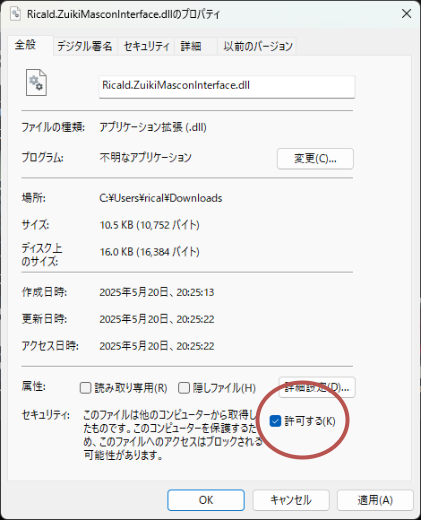 Ricald.ZuikiMasconInterface.dllのプロパティ
全般 デジタル署名 セキュリティ 詳細 以前のバージョン
Ricald.ZuikiMasconInterface.dll
ファイルの種類: アプリケーション拡張 (.dll)
プログラム: 不明なアプリケーション 変更(C)...
場所: C:¥Users¥rical¥Downloads
サイズ: 10.5 KB (10,752 バイト)
ディスク上
のサイズ: 16.0 KB (16,384 バイト)
作成日時: 2025年5月20日、20:25:13
更新日時: 2025年5月20日、20:25:22
アクセス日時: 2025年5月20日、20:25:22
属性: 読み取り専用(R) 隠しファイル(H) 詳細設定(D)...
セキュリティ: このファイルは他のコンピューターから取得し
たものです。このコンピューターを保護するた
め、このファイルへのアクセスはブロックされる
可能性があります。
許可する(K)
OK キャンセル 適用(A)